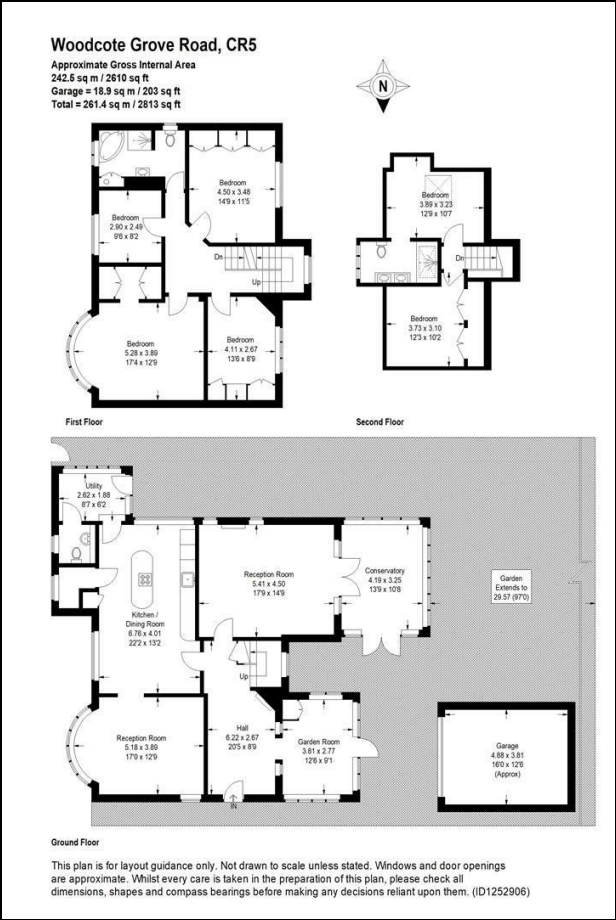 Woodcote Grove Road, CR5
Approximate Gross Internal Area
242.5 sq m / 2610 sq ft
Garage = 18.9 sq m / 203 sq ft
Total = 261.4 sq m / 2813 sq ft
N
Bedroom
4.50 x 3.48
14'9 x 11'5
Bedroom
2.90 x 2.49
9'6 x 8'2
Dn
Up
Bedroom
5.28 x 3.89
17'4 x 12'9
Bedroom
4.11 x 2.67
13'6 x 8'9
First Floor
Bedroom
3.89 x 3.23
12'9 x 10'7
Dn
Bedroom
3.73 x 3.10
12'3 x 10'2
Second Floor
Utility
2.62 x 1.88
8'7 x 6'2
Reception Room
5.41 x 4.50
17'9 x 14'9
Conservatory
4.19 x 3.25
13'9 x 10'8
Garden
Extends to
29.57 (97'0)
Kitchen /
Dining Room
6.76 x 4.01
22'2 x 13'2
Up
Reception Room
5.18 x 3.89
17'0 x 12'9
Hall
6.22 x 2.67
20'5 x 8'9
Garden Room
3.81 x 2.77
12'6 x 9'1
Garage
4.88 x 3.81
16'0 x 12'6
(Approx)
IN
Ground Floor
This plan is for layout guidance only. Not drawn to scale unless stated. Windows and door openings
are approximate. Whilst every care is taken in the preparation of this plan, please check all
dimensions, shapes and compass bearings before making any decisions reliant upon them. (ID1252906)